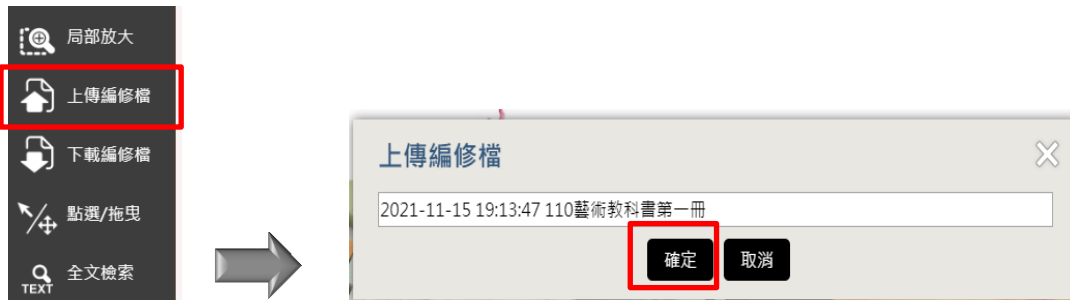 局部放大
上傳編修檔
下載編修檔
點選/拖曳
TEXT 全文檢索
上傳編修檔
2021-11-15 19:13:47 110藝術教科書第一冊
確定 取消